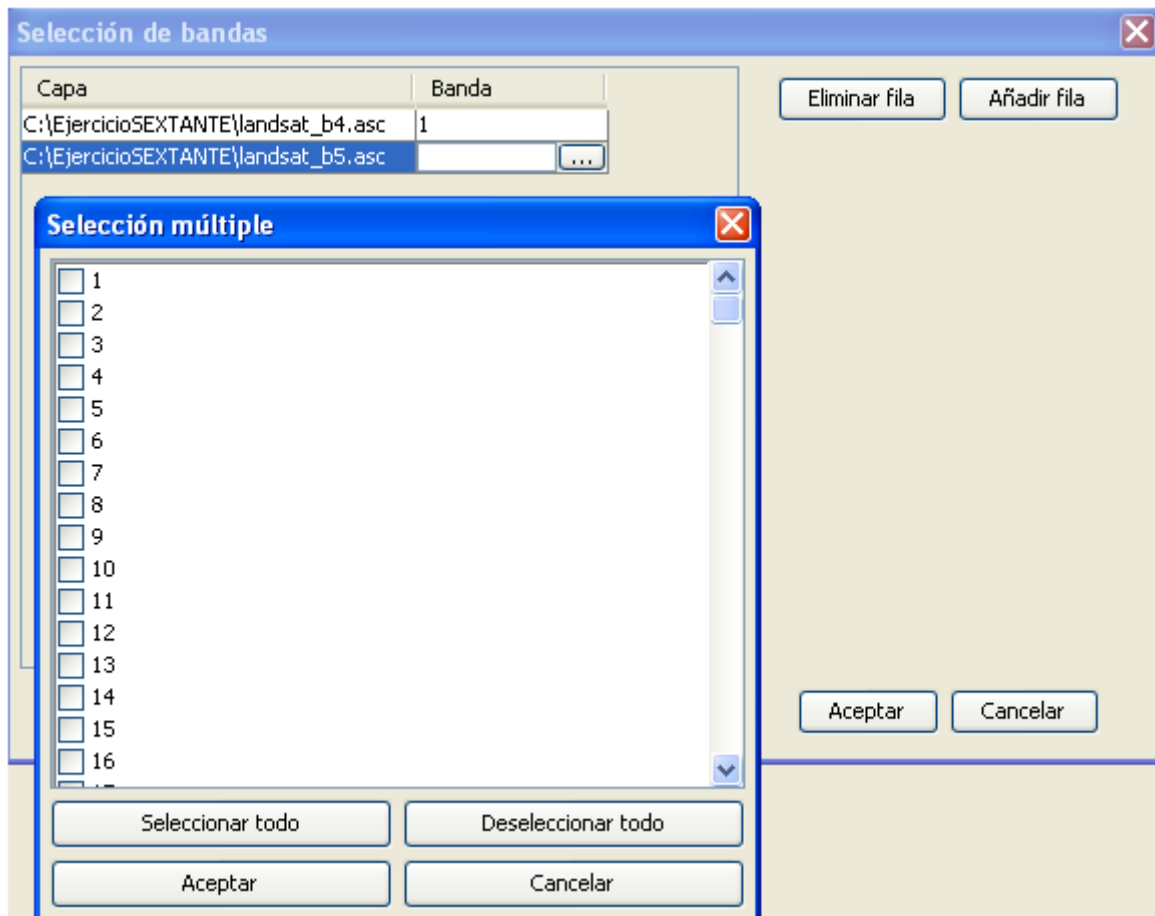 Selección de bandas
Capa Banda
Eliminar fila Añadir fila
C:\EjercicioSEXTANTE\landsat_b4.asc 1
C:\EjercicioSEXTANTE\landsat_b5.asc ...
Selección múltiple
1
2
3
4
5
6
7
8
9
10
11
12
13
14
15
16
Aceptar Cancelar
Seleccionar todo Deseleccionar todo
Aceptar Cancelar